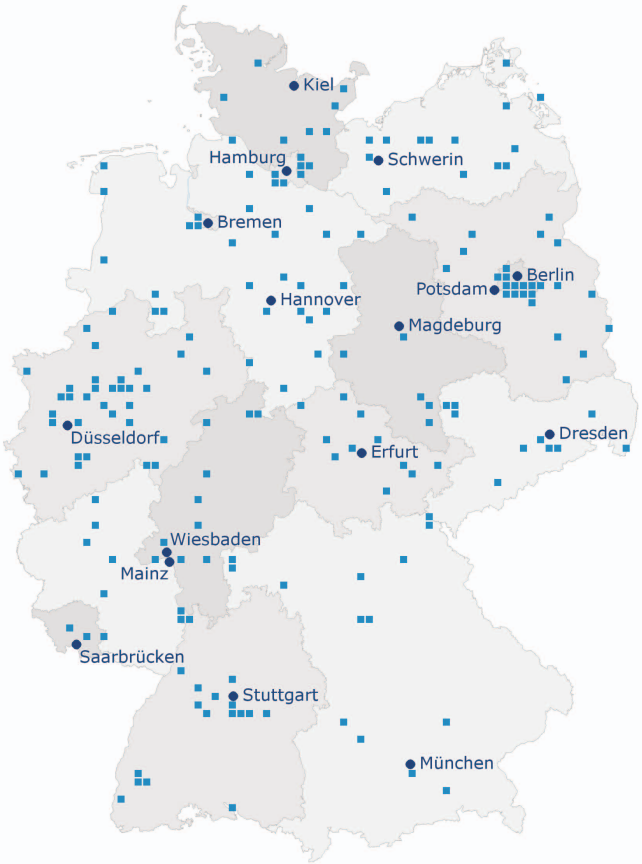 Kiel
Hamburg
Schwerin
Bremen
Berlin
Potsdam
Hannover
Magdeburg
Düsseldorf
Dresden
Erfurt
Wiesbaden
Mainz
Saarbrücken
Stuttgart
München